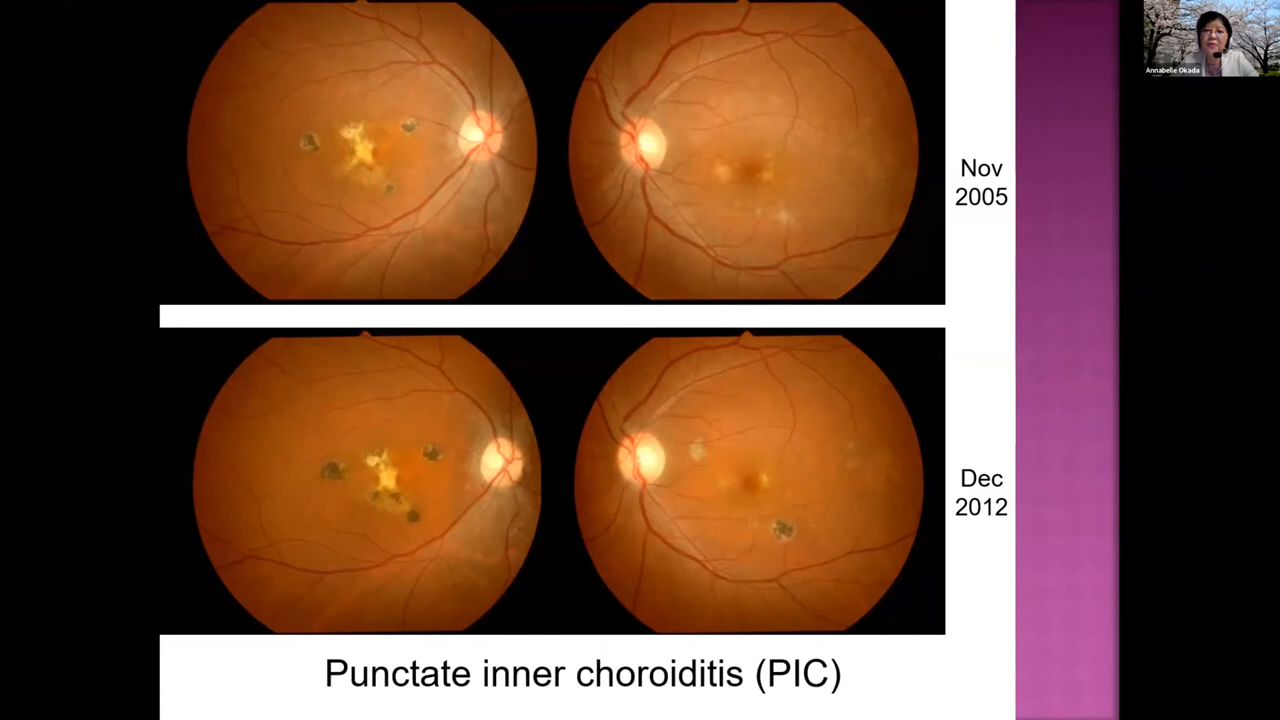 Annabelle Okada
Nov
2005
Dec
2012
Punctate inner choroiditis (PIC)